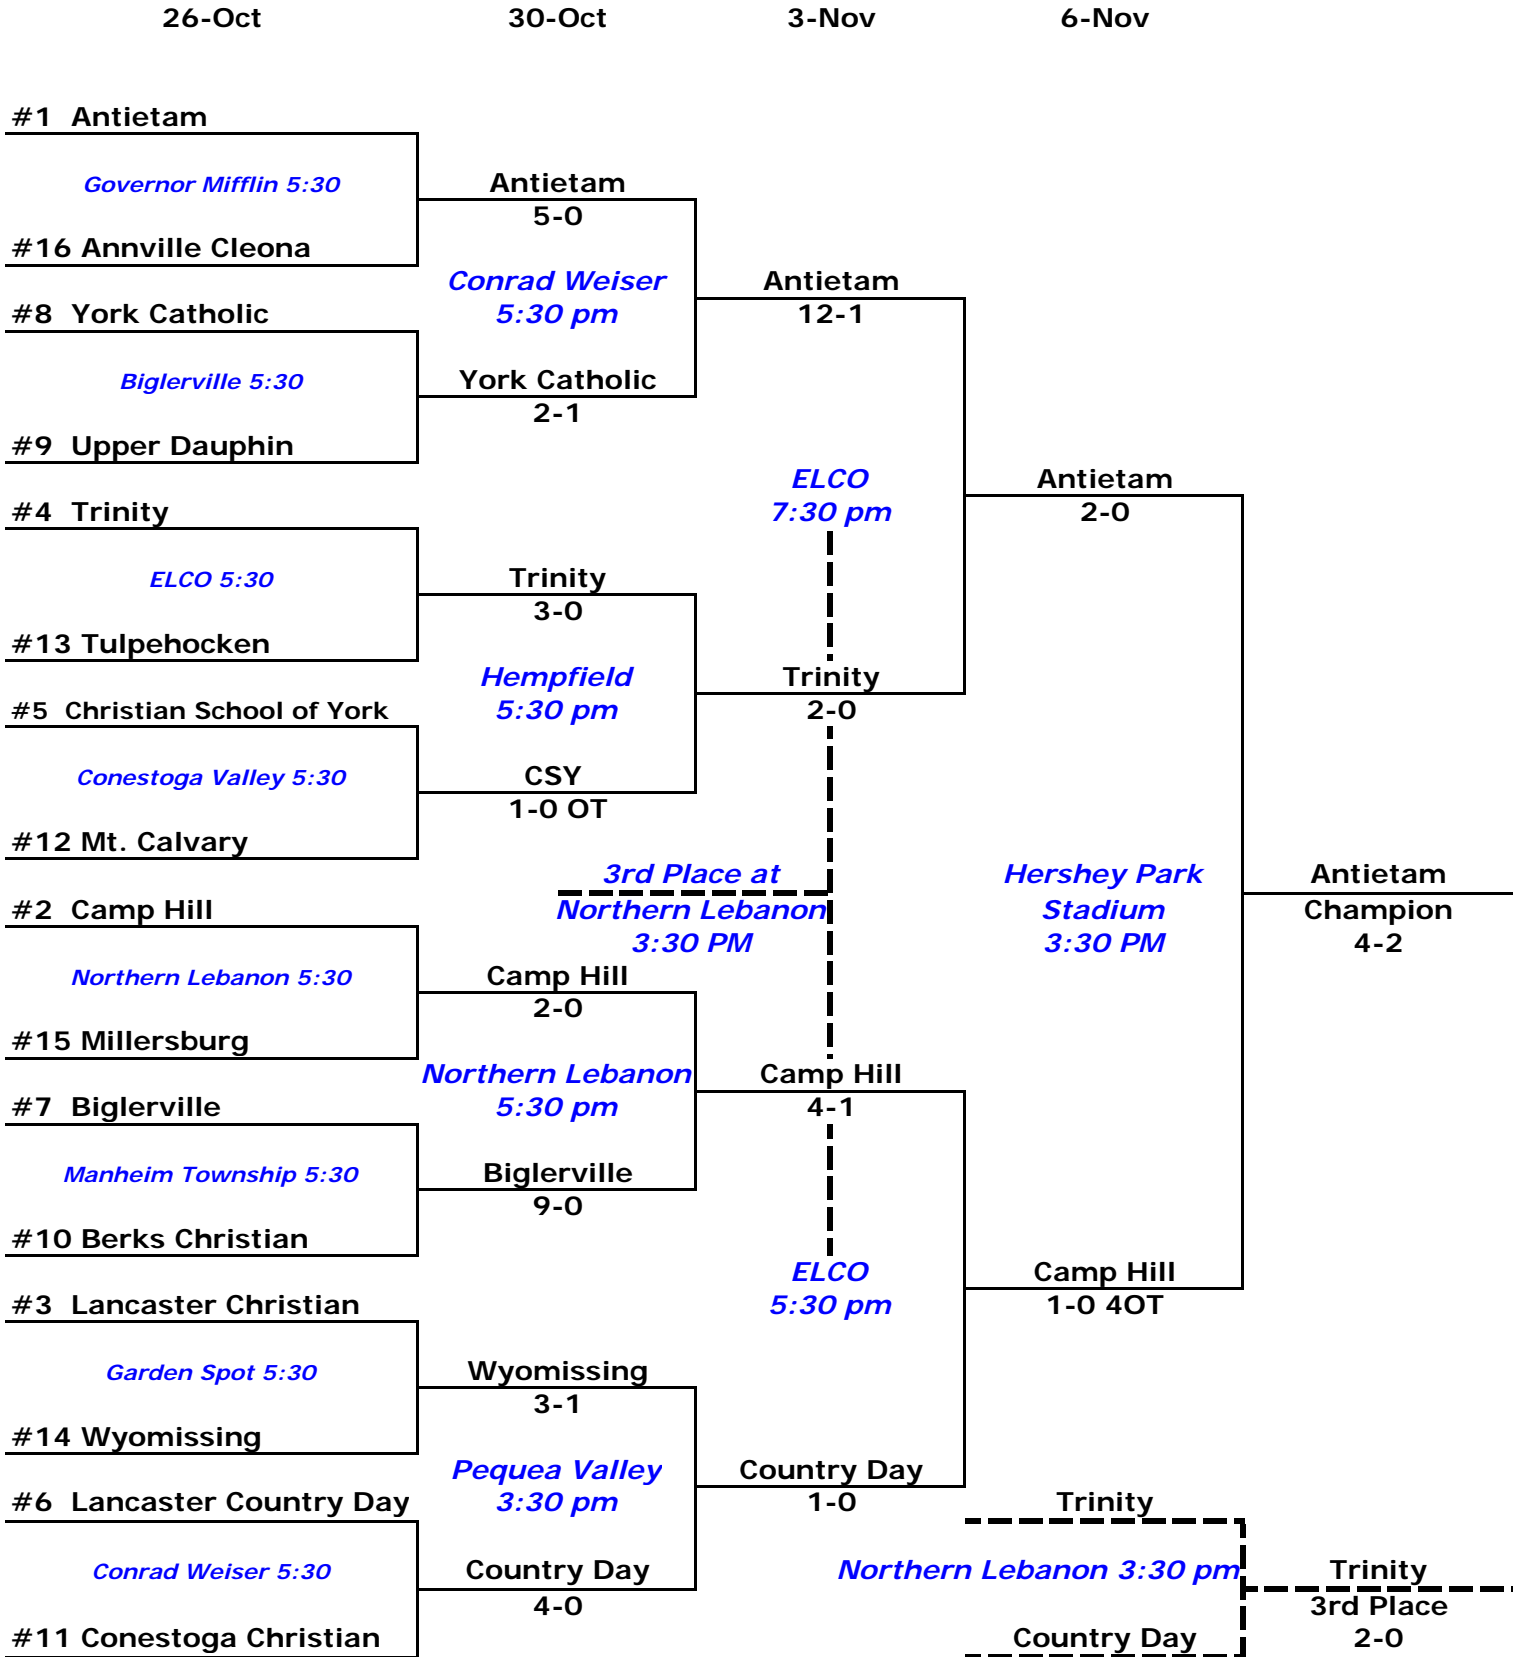 26-Oct 30-Oct 3-Nov 6-Nov
#1 Antietam
Governor Mifflin 5:30
Antietam
5-0
#16 Annville Cleona
Conrad Weiser
5:30 pm
Antietam
12-1
#8 York Catholic
Biglerville 5:30
York Catholic
2-1
#9 Upper Dauphin
ELCO
7:30 pm
Antietam
2-0
#4 Trinity
ELCO 5:30
Trinity
3-0
#13 Tulpehocken
Hempfield
5:30 pm
Trinity
2-0
#5 Christian School of York
Conestoga Valley 5:30
CSY
1-0 OT
#12 Mt. Calvary
3rd Place at
Northern Lebanon
3:30 PM
Hershey Park
Stadium
3:30 PM
Antietam
Champion
4-2
#2 Camp Hill
Northern Lebanon 5:30
Camp Hill
2-0
#15 Millersburg
Northern Lebanon
5:30 pm
Camp Hill
4-1
#7 Biglerville
Manheim Township 5:30
Biglerville
9-0
#10 Berks Christian
ELCO
5:30 pm
Camp Hill
1-0 4OT
#3 Lancaster Christian
Garden Spot 5:30
Wyomissing
3-1
#14 Wyomissing
Pequea Valley
3:30 pm
Country Day
1-0
#6 Lancaster Country Day
Trinity
Conrad Weiser 5:30
Country Day
4-0
Northern Lebanon 3:30 pm
Trinity
3rd Place
2-0
#11 Conestoga Christian
Country Day